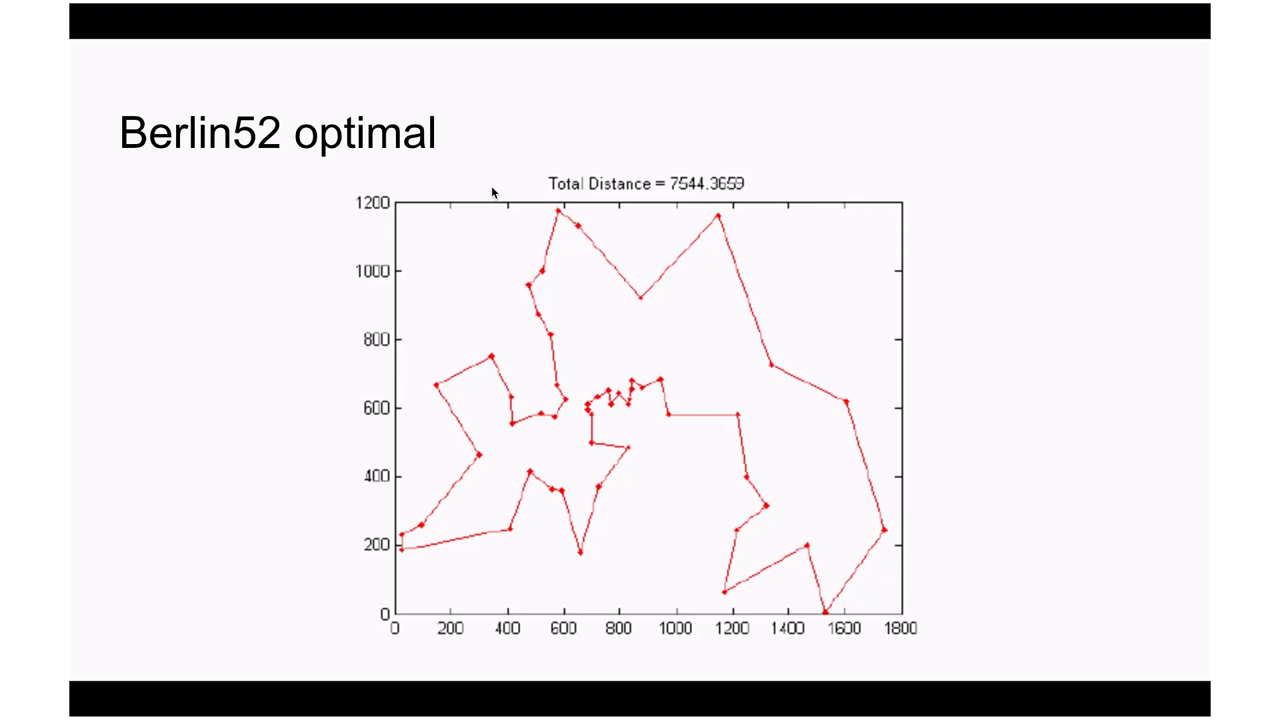 Berlin52 optimal
Total Distance = 7544.3659
1200
1000
800
600
400
200
0
0 200 400 600 800 1000 1200 1400 1600 1800